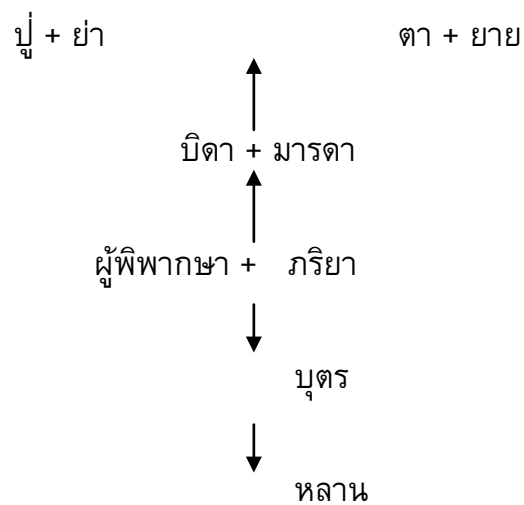 ปู่ + ย่า ตา + ยาย
บิดา + มารดา
ผู้พิพากษา + ภริยา
บุตร
หลาน